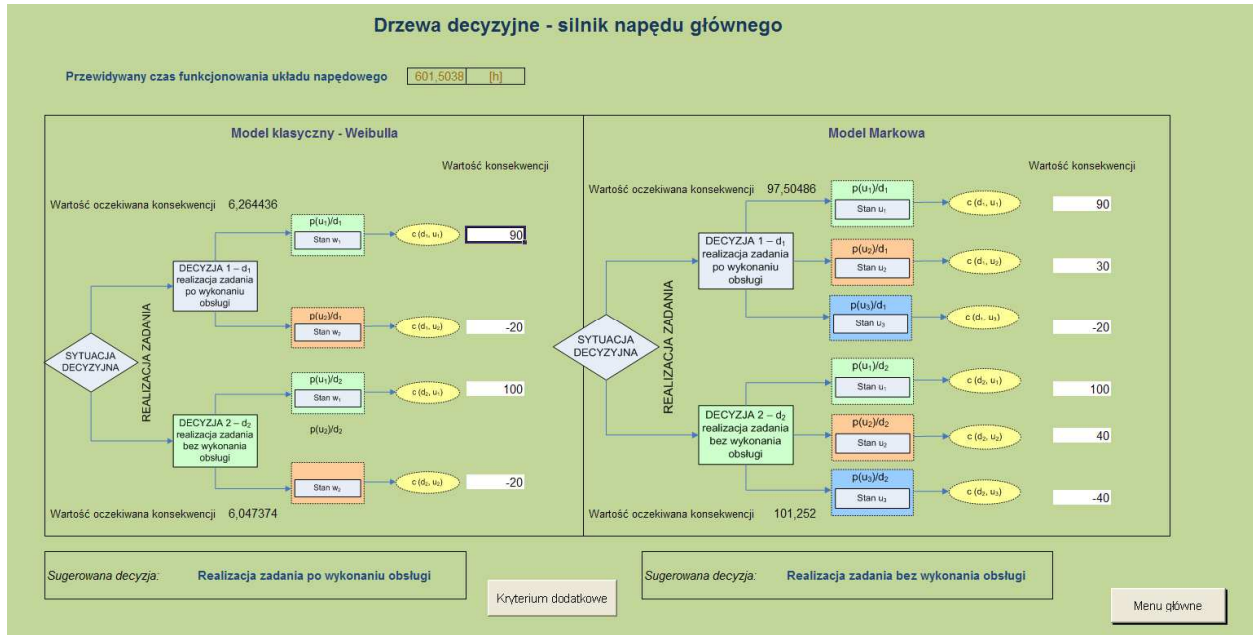 Drzewa decyzyjne - silnik napędu głównego
Przewidywany czas funkcjonowania układu napędowego 601,5038 [h]
Model klasyczny - Weibulla
Wartość konsekwencji
Wartość oczekiwana konsekwencji 6,264436
p(u₁)/d₁
Stan w₁
c (d₁, u₁)
90
DECYZJA 1 – d₁
realizacja zadania
po wykonaniu
obsługi
p(u₂)/d₁
Stan w₂
c (d₁, u₂)
-20
SYTUACJA
DECYZYJNA
REALIZACJA ZADANIA
p(u₁)/d₂
Stan w₁
c (d₂, u₁)
100
DECYZJA 2 – d₂
realizacja zadania
bez wykonania
obsługi
p(u₂)/d₂
Stan w₂
c (d₂, u₂)
-20
Wartość oczekiwana konsekwencji 6,047374
Model Markowa
Wartość konsekwencji
Wartość oczekiwana konsekwencji 97,50486
p(u₁)/d₁
Stan u₁
c (d₁, u₁)
90
DECYZJA 1 – d₁
realizacja zadania
po wykonaniu
obsługi
p(u₂)/d₁
Stan u₂
c (d₁, u₂)
30
p(u₃)/d₁
Stan u₃
c (d₁, u₃)
-20
SYTUACJA
DECYZYJNA
REALIZACJA ZADANIA
p(u₁)/d₂
Stan u₁
c (d₂, u₁)
100
DECYZJA 2 – d₂
realizacja zadania
bez wykonania
obsługi
p(u₂)/d₂
Stan u₂
c (d₂, u₂)
40
p(u₃)/d₂
Stan u₃
c (d₂, u₃)
-40
Wartość oczekiwana konsekwencji 101,252
Sugerowana decyzja: Realizacja zadania po wykonaniu obsługi
Kryterium dodatkowe
Sugerowana decyzja: Realizacja zadania bez wykonania obsługi
Menu główne